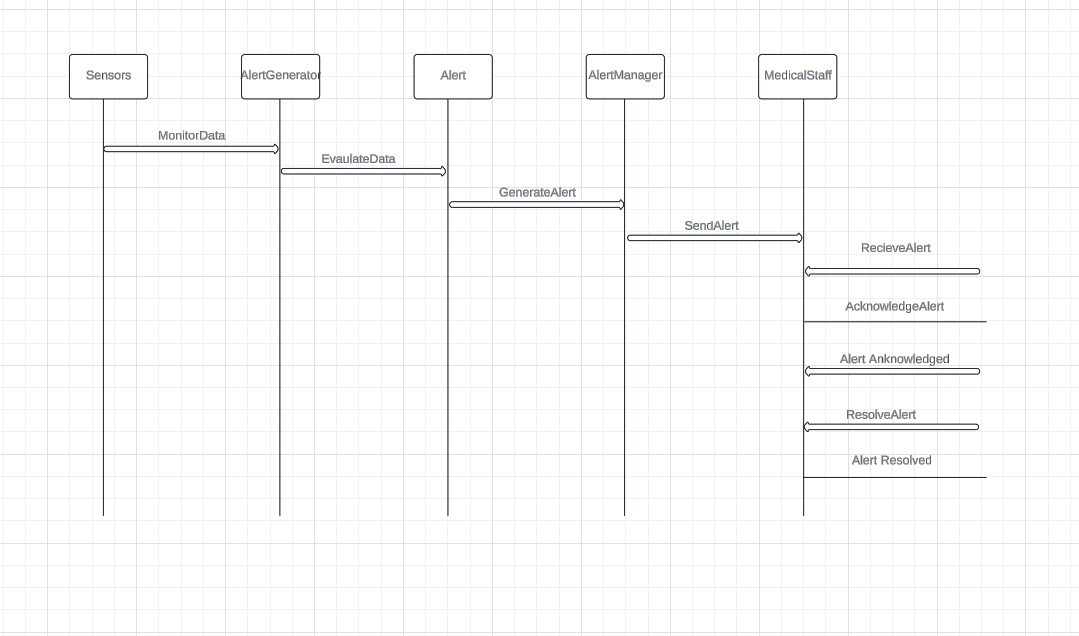 Sensors
AlertGenerator
Alert
AlertManager
MedicalStaff
MonitorData
EvaulateData
GenerateAlert
SendAlert
RecieveAlert
AcknowledgeAlert
Alert Anknowledged
ResolveAlert
Alert Resolved